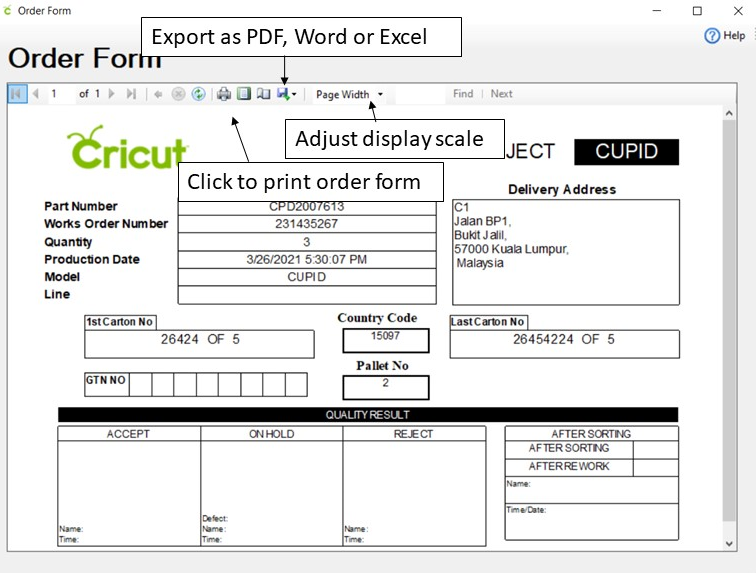 Order Form
Help
Export as PDF, Word or Excel
Order Form
1 of 1 Page Width Find Next
Adjust display scale
Cricut
JECT CUPID
Click to print order form
Delivery Address
Part Number CPD2007613
Works Order Number 231435267
Quantity 3
Production Date 3/26/2021 5:30:07 PM
Model CUPID
Line
C1
Jalan BP1,
Bukit Jalil,
57000 Kuala Lumpur,
Malaysia
1st Carton No
26424 OF 5
Country Code
15097
Last Carton No
26454224 OF 5
Pallet No
2
GTN NO
QUALITY RESULT
ACCEPT ON HOLD REJECT
AFTER SORTING
AFTER SORTING
AFTER REWORK
Name:
Time/Date:
Name:
Time:
Defect:
Name:
Time:
Name:
Time: